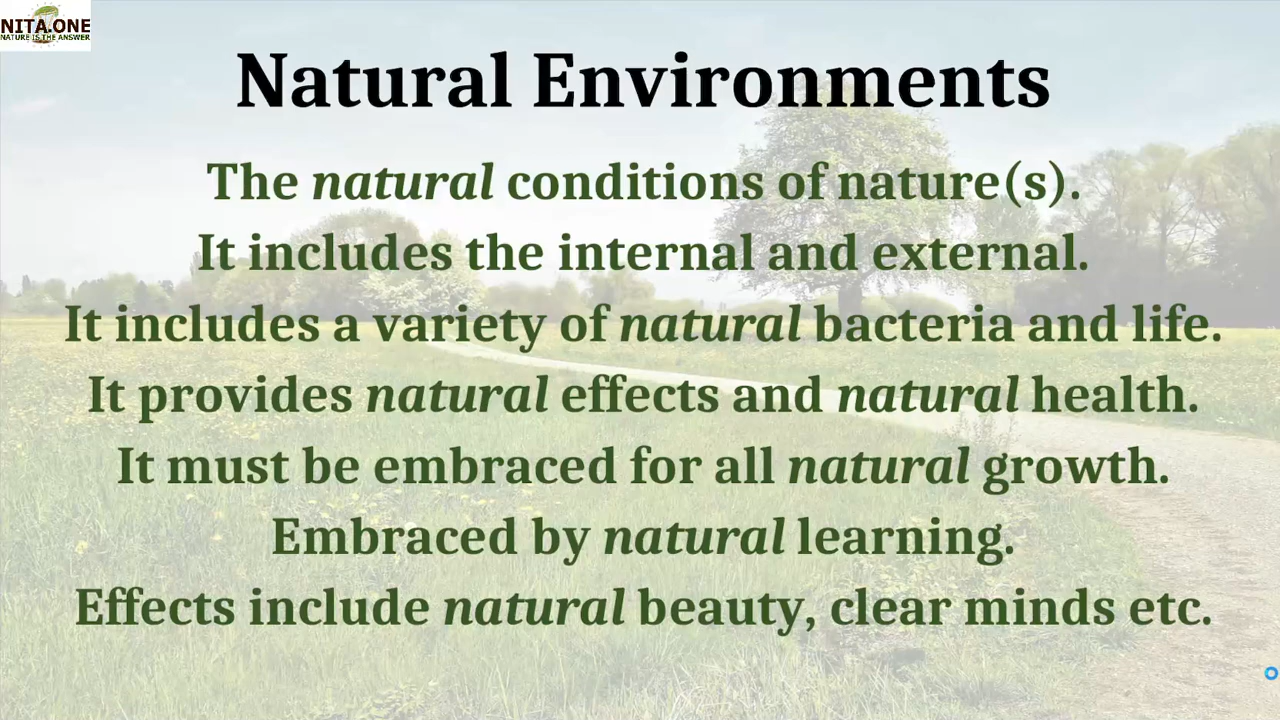 NITA.ONE
NATURE IS THE ANSWER
Natural Environments
The natural conditions of nature(s).
It includes the internal and external.
It includes a variety of natural bacteria and life.
It provides natural effects and natural health.
It must be embraced for all natural growth.
Embraced by natural learning.
Effects include natural beauty, clear minds etc.